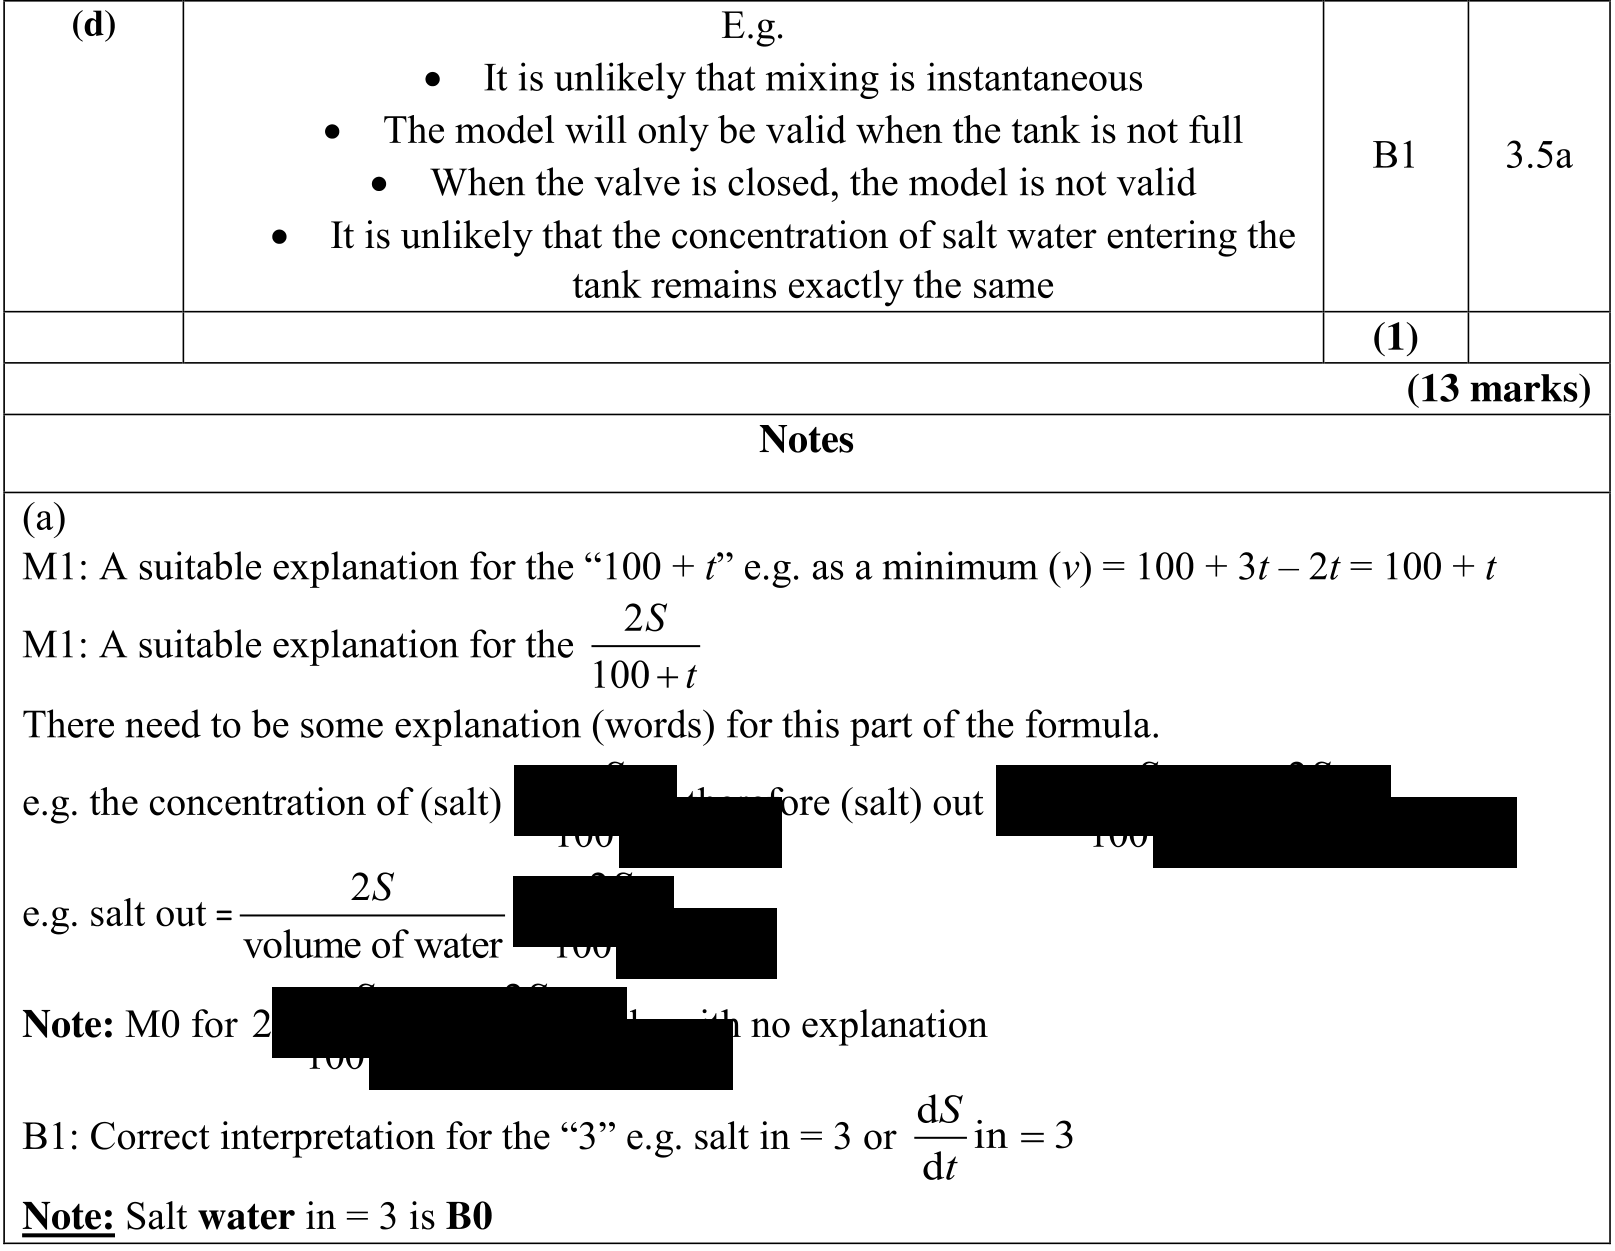 (d)
E.g.
• It is unlikely that mixing is instantaneous
• The model will only be valid when the tank is not full
• When the valve is closed, the model is not valid
• It is unlikely that the concentration of salt water entering the
tank remains exactly the same
B1
3.5a
(1)
(13 marks)
Notes
(a)
M1: A suitable explanation for the “100 + t” e.g. as a minimum (v) = 100 + 3t – 2t = 100 + t
M1: A suitable explanation for the 2S / 100 + t
There need to be some explanation (words) for this part of the formula.
e.g. the concentration of (salt) 100 (salt) out 100
e.g. salt out = 2S / volume of water 100
Note: M0 for 2 100 no explanation
B1: Correct interpretation for the “3” e.g. salt in = 3 or dS/dt in = 3
Note: Salt water in = 3 is B0